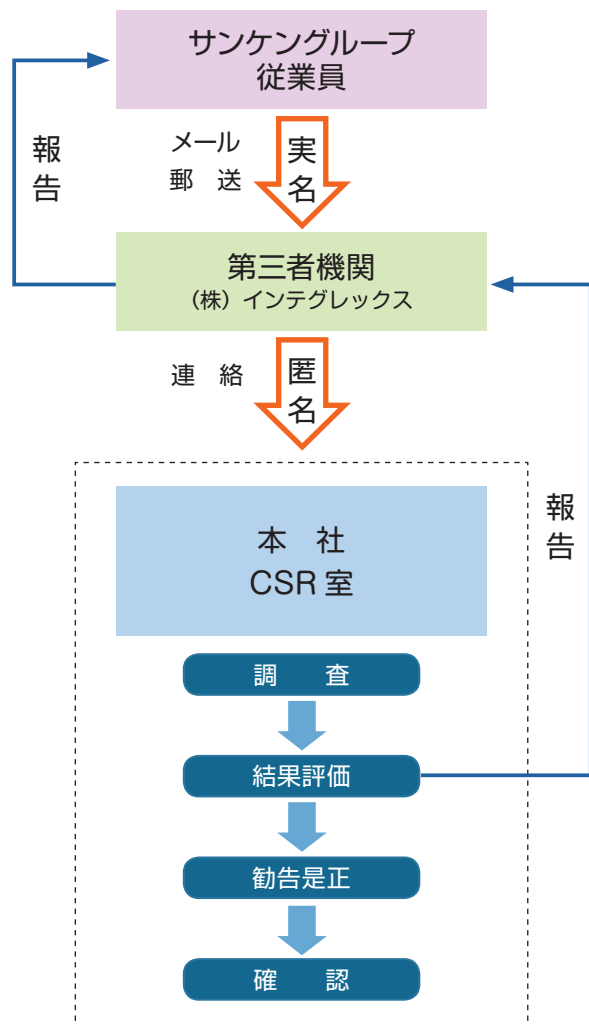 サンケングループ
従業員
報告
メール
郵 送
実名
第三者機関
(株) インテグレックス
連 絡
匿名
報告
本 社
CSR 室
調 査
結果評価
勧告是正
確 認